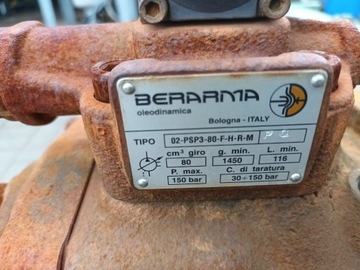 BERARMA
oleodinamica
Bologna - ITALY
TIPO 02-PSP3-80-F-H-R-M
cm³ giro g. min. L. min.
80 1450 116
P. max. C. di taratura
150 bar 30 - 150 bar